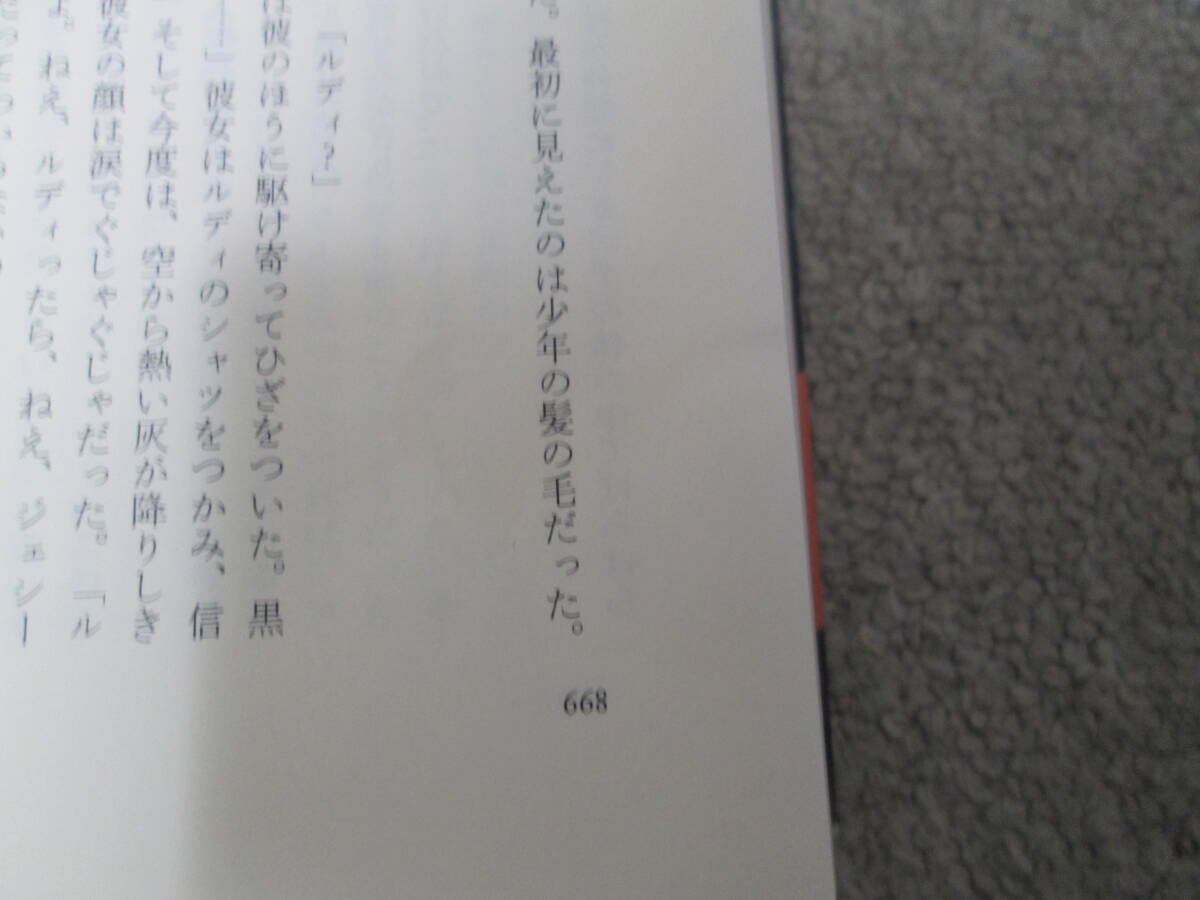 た。最初に見えたのは少年の髪の毛だった。
「ルディ？」
は彼のほうに駆け寄ってひざをついた。黒
――」彼女はルディのシャツをつかみ、信
そして今度は、空から熱い灰が降りしき
彼女の顔は涙でぐじゃぐじゃだった。「ル
よ。ねえ、ルディったら、ねえ、ジェシー
668